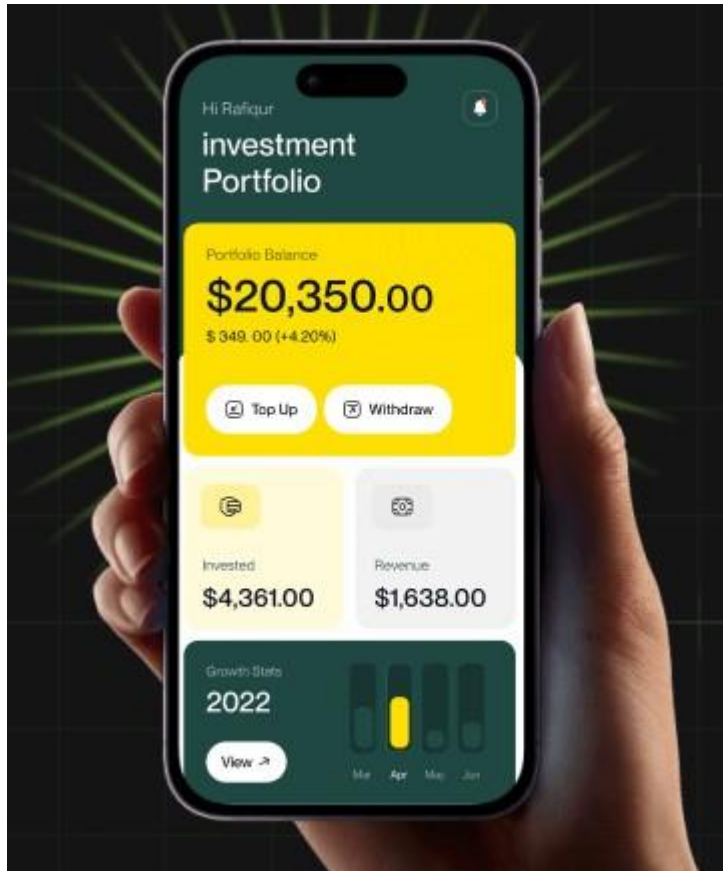 Hi Rafiqur
investment
Portfolio
Portfolio Balance
$20,350.00
$ 349. 00 (+4.20%)
Top Up
Withdraw
Invested
$4,361.00
Revenue
$1,638.00
Growth Stats
2022
View
Mar Apr May Jun